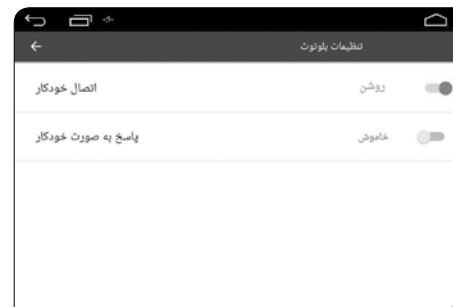 تنظیمات بلوتوث
اتصال خودکار روشن
پاسخ به صورت خودکار خاموش